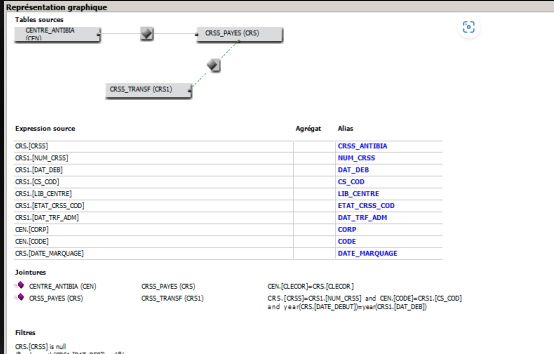 Représentation graphique
Tables sources
CENTRE_ANTIBIA (CEN)
CRSS_PAYES (CRS)
CRSS_TRANSF (CRS1)
Expression source Agrégat Alias
CRS.[CRSS] CRSS_ANTIBIA
CRS1.[NUM_CRSS] NUM_CRSS
CRS1.[DAT_DEB] DAT_DEB
CRS1.[CS_COD] CS_COD
CRS1.[LIB_CENTRE] LIB_CENTRE
CRS1.[ETAT_CRSS_COD] ETAT_CRSS_COD
CRS1.[DAT_TRF_ADM] DAT_TRF_ADM
CEN.[CORP] CORP
CEN.[CODE] CODE
CRS.[DATE_MARQUAGE] DATE_MARQUAGE
Jointures
CENTRE_ANTIBIA (CEN) CRSS_PAYES (CRS) CEN.[CLECOR]=CRS.[CLECOR]
CRSS_PAYES (CRS) CRSS_TRANSF (CRS1) CRS.[CRSS]=CRS1.[NUM_CRSS] and CEN.[CODE]=CRS1.[CS_COD]
and year(CRS.[DATE_DEBUT])=year(CRS1.[DAT_DEB])
Filtres
CRS.[CRSS] is null